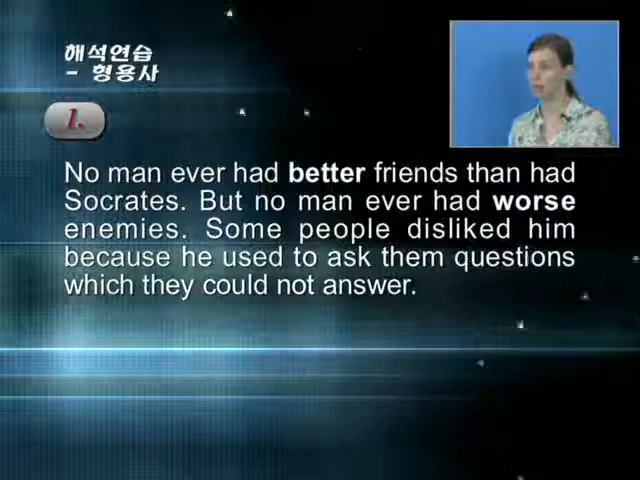 해석연습
- 형용사
1.
No man ever had better friends than had
Socrates. But no man ever had worse
enemies. Some people disliked him
because he used to ask them questions
which they could not answer.